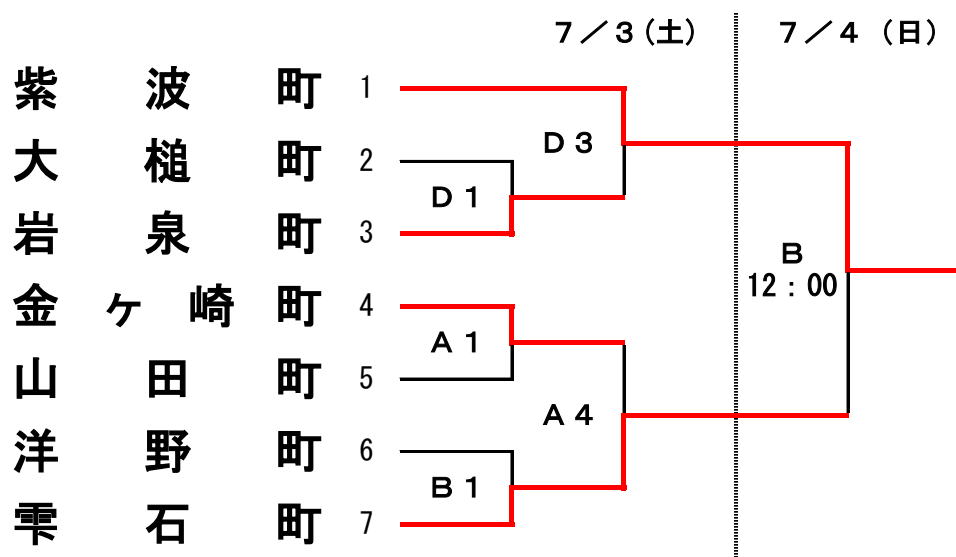 ７／３（土） ７／４ （日）
紫波町 1
大槌町 2
岩泉町 3
金ヶ崎町 4
山田町 5
洋野町 6
雫石町 7
Ｄ３
Ｄ１
Ｂ
12：00
Ａ１
Ａ４
Ｂ１